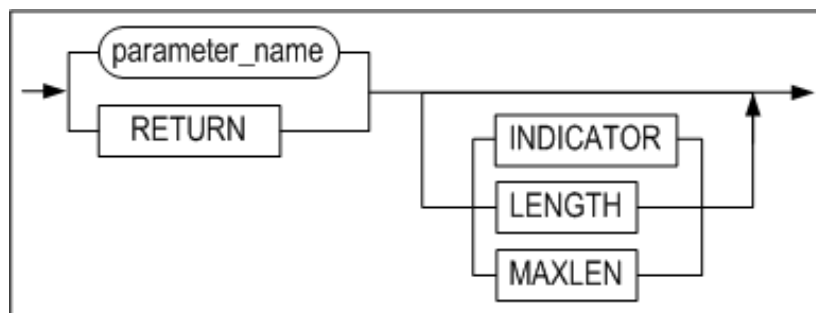 parameter_name
RETURN
INDICATOR
LENGTH
MAXLEN